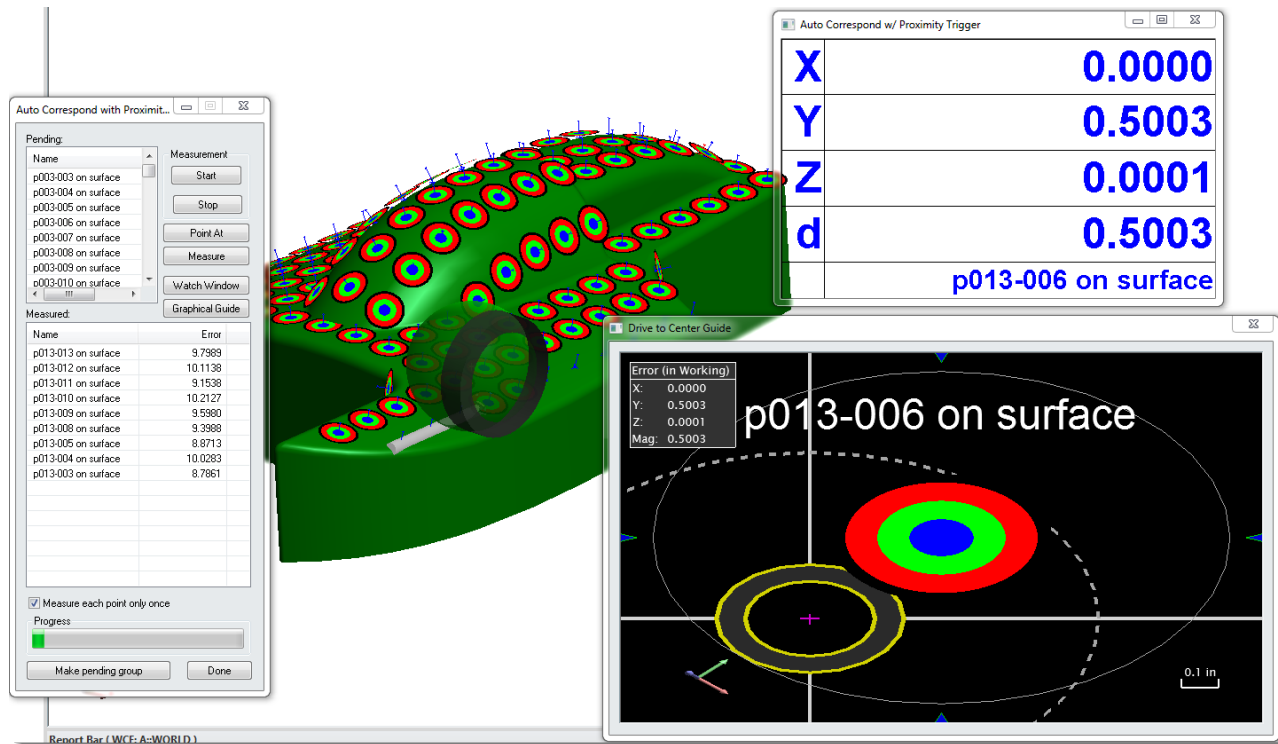 Auto Correspond w/ Proximity Trigger
X 0.0000
Y 0.5003
Z 0.0001
d 0.5003
p013-006 on surface
Auto Correspond with Proximit...
Pending:
Name
p003-003 on surface
p003-004 on surface
p003-005 on surface
p003-006 on surface
p003-007 on surface
p003-008 on surface
p003-009 on surface
p003-010 on surface
Measurement
Start
Stop
Point At
Measure
Watch Window
Graphical Guide
Measured:
Name Error
p013-013 on surface 9.7989
p013-012 on surface 10.1138
p013-011 on surface 9.1538
p013-010 on surface 10.2127
p013-009 on surface 9.5980
p013-008 on surface 9.3988
p013-005 on surface 8.8713
p013-004 on surface 10.0283
p013-003 on surface 8.7861
Measure each point only once
Progress
Make pending group Done
Drive to Center Guide
Error (in Working)
X: 0.0000
Y: 0.5003
Z: 0.0001
Mag: 0.5003
p013-006 on surface
0.1 in
Report Bar ( WCF: A::WORLD )